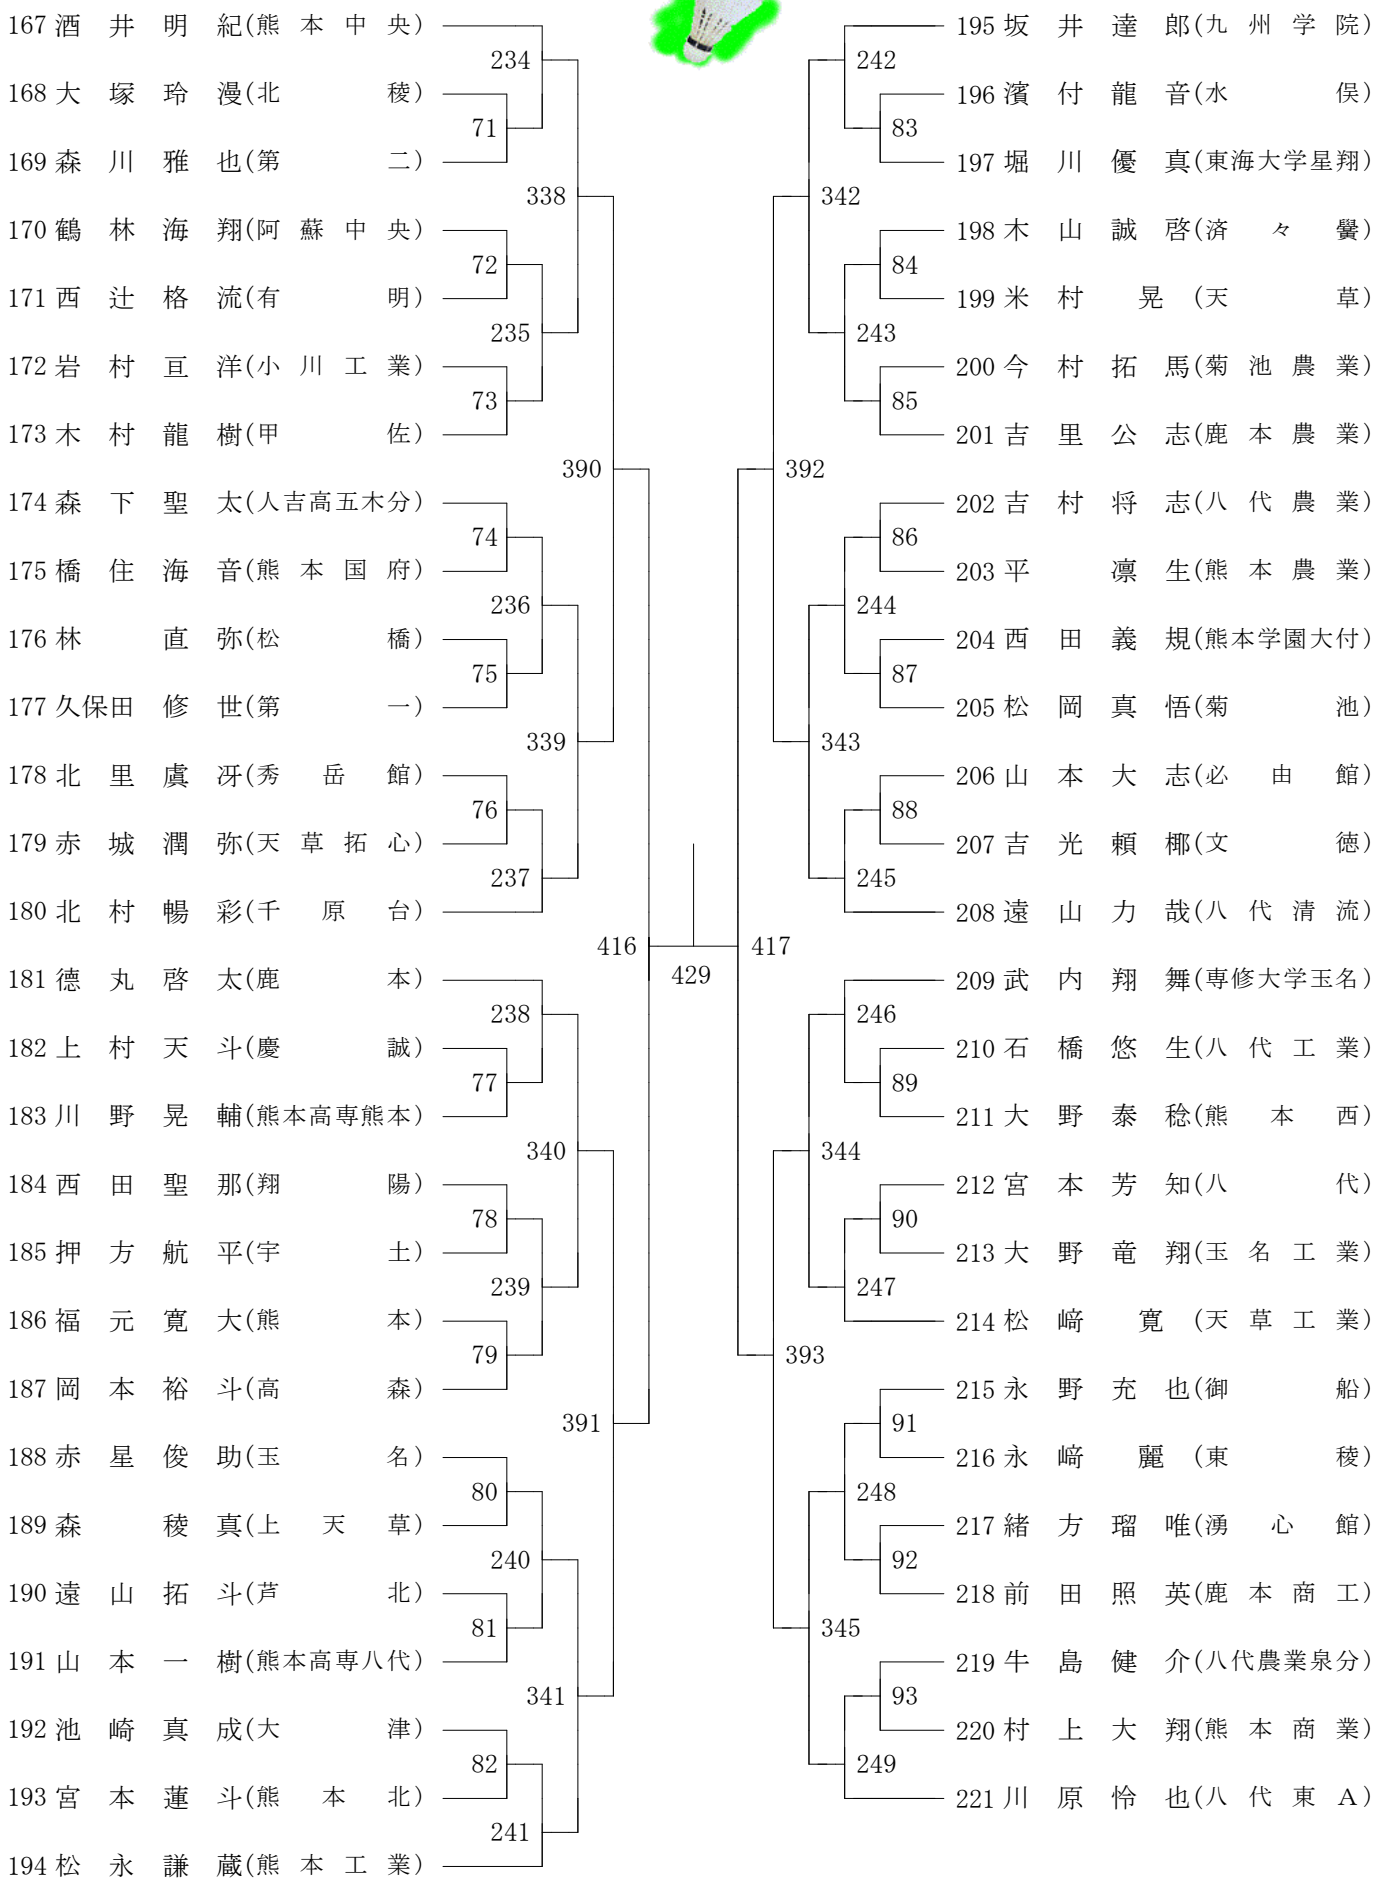 167 酒井明紀(熊本中央)
234
168 大塚玲漫(北稜)
71
169 森川雅也(第二)
338
170 鶴林海翔(阿蘇中央)
72
171 西辻格流(有明)
235
172 岩村亘洋(小川工業)
73
173 木村龍樹(甲佐)
390
174 森下聖太(人吉高五木分)
74
175 橋住海音(熊本国府)
236
176 林直弥(松橋)
75
177 久保田修世(第一)
339
178 北里虞冴(秀岳館)
76
179 赤城潤弥(天草拓心)
237
180 北村暢彩(千原台)
416
181 德丸啓太(鹿本)
238
182 上村天斗(慶誠)
77
183 川野晃輔(熊本高専熊本)
340
184 西田聖那(翔陽)
78
185 押方航平(宇土)
239
186 福元寛大(熊本)
79
187 岡本裕斗(高森)
391
188 赤星俊助(玉名)
80
189 森稜真(上天草)
240
190 遠山拓斗(芦北)
81
191 山本一樹(熊本高専八代)
341
192 池崎真成(大津)
82
193 宮本蓮斗(熊本北)
241
194 松永謙蔵(熊本工業)
429
195 坂井達郎(九州学院)
242
196 濱付龍音(水俣)
83
197 堀川優真(東海大学星翔)
342
198 木山誠啓(済々黌)
84
199 米村晃(天草)
243
200 今村拓馬(菊池農業)
85
201 吉里公志(鹿本農業)
392
202 吉村将志(八代農業)
86
203 平凛生(熊本農業)
244
204 西田義規(熊本学園大付)
87
205 松岡真悟(菊池)
343
206 山本大志(必由館)
88
207 吉光頼椰(文徳)
245
208 遠山力哉(八代清流)
417
209 武内翔舞(専修大学玉名)
246
210 石橋悠生(八代工業)
89
211 大野泰稔(熊本西)
344
212 宮本芳知(八代)
90
213 大野竜翔(玉名工業)
247
214 松﨑寛(天草工業)
393
215 永野充也(御船)
91
216 永﨑麗(東稜)
248
217 緒方瑠唯(湧心館)
92
218 前田照英(鹿本商工)
345
219 牛島健介(八代農業泉分)
93
220 村上大翔(熊本商業)
249
221 川原怜也(八代東A)